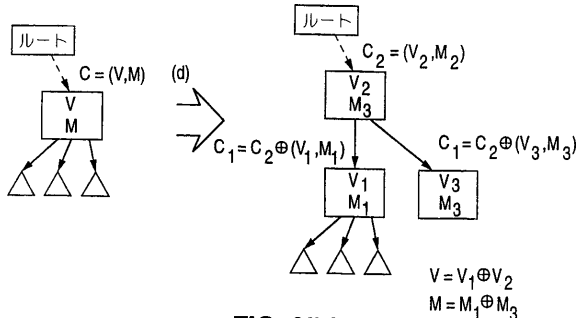 ルート
C=(V,M)
V
M
(d)
ルート
C2=(V2,M2)
V2
M3
C1=C2⊕(V1,M1)
C1=C2⊕(V3,M3)
V1
M1
V3
M3
V=V1⊕V2
M=M1⊕M3